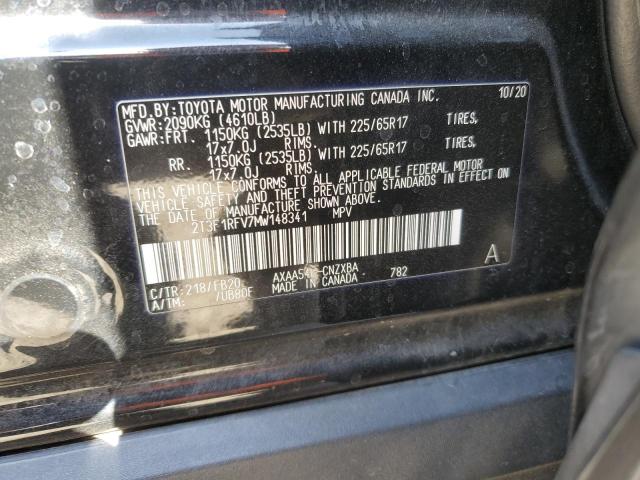 MFD.BY:TOYOTA MOTOR MANUFACTURING CANADA INC. 10/20
GVWR:2090KG (4610LB)
GAWR:FRT. 1150KG (2535LB) WITH 225/65R17 TIRES,
17x7.0J RIMS.
RR. 1150KG (2535LB) WITH 225/65R17 TIRES,
17x7.0J RIMS.
THIS VEHICLE CONFORMS TO ALL APPLICABLE FEDERAL MOTOR
VEHICLE SAFETY AND THEFT PREVENTION STANDARDS IN EFFECT ON
THE DATE OF MANUFACTURE SHOWN ABOVE.
2T3F1RFV7MW148341 MPV
A
C/TR:218/FB20 CNZXBA 782
A/TM: /UB80F MADE IN CANADA